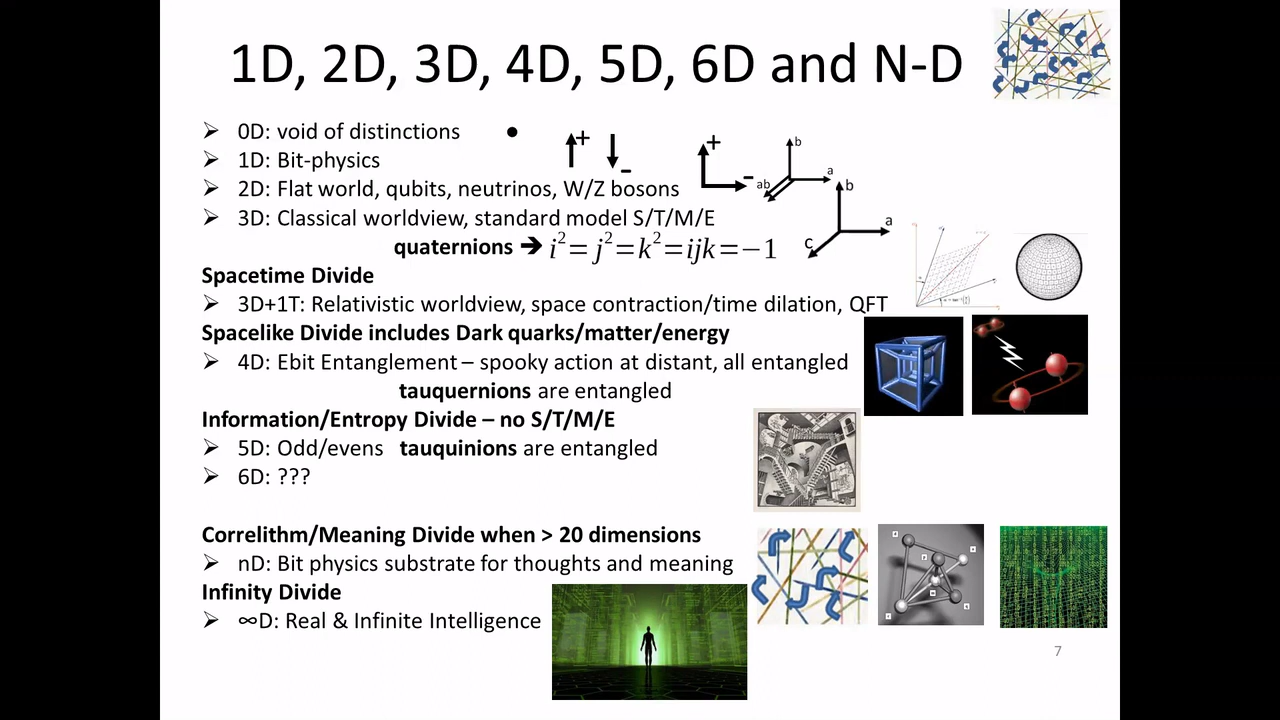 1D, 2D, 3D, 4D, 5D, 6D and N-D
➢ 0D: void of distinctions
➢ 1D: Bit-physics
➢ 2D: Flat world, qubits, neutrinos, W/Z bosons
➢ 3D: Classical worldview, standard model S/T/M/E
quaternions ➔ i²= j²=k²=ijk=−1
+
-
+
-
b
a
ab
b
a
c
Spacetime Divide
➢ 3D+1T: Relativistic worldview, space contraction/time dilation, QFT
Spacelike Divide includes Dark quarks/matter/energy
➢ 4D: Ebit Entanglement – spooky action at distant, all entangled
tauquernions are entangled
Information/Entropy Divide – no S/T/M/E
➢ 5D: Odd/evens tauquinions are entangled
➢ 6D: ???
Correlithm/Meaning Divide when > 20 dimensions
➢ nD: Bit physics substrate for thoughts and meaning
Infinity Divide
➢ ∞D: Real & Infinite Intelligence
7